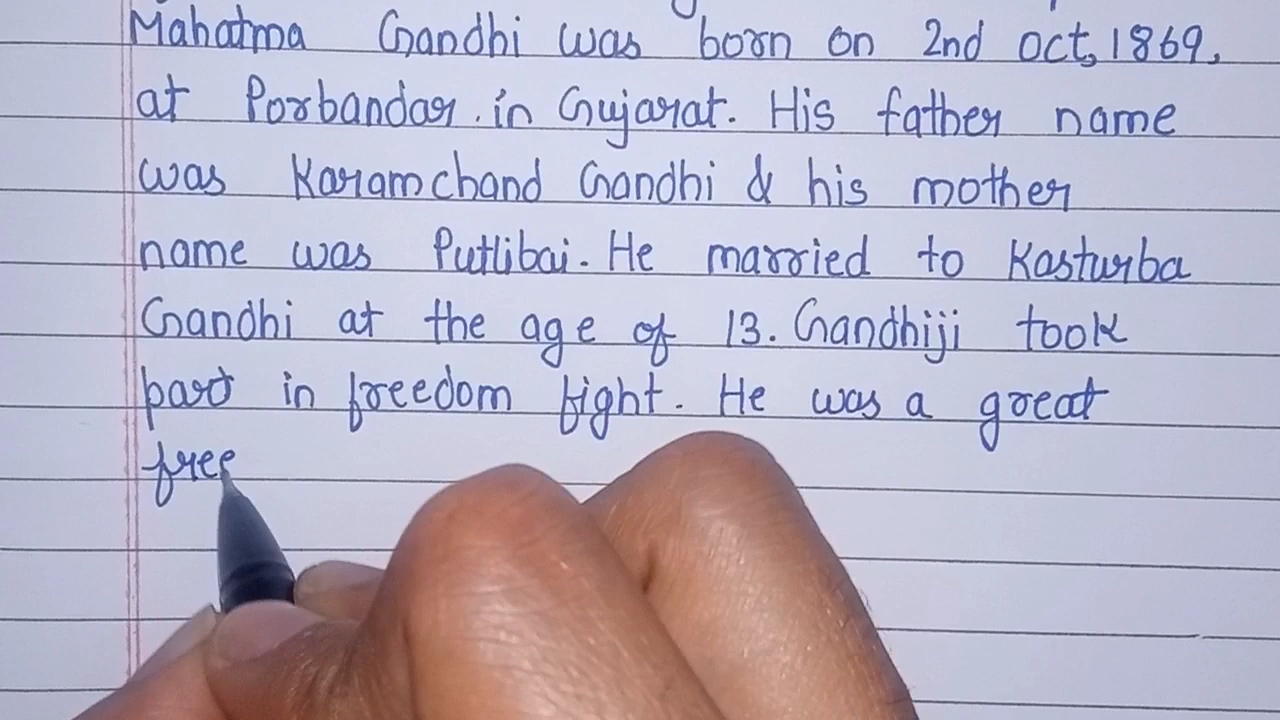 Mahatma Gandhi was born on 2nd Oct, 1869,
at Porbandar. in Gujarat. His father name
was Karamchand Gandhi & his mother
name was Putlibai. He married to Kasturba
Gandhi at the age of 13. Gandhiji took
part in freedom fight. He was a great
free